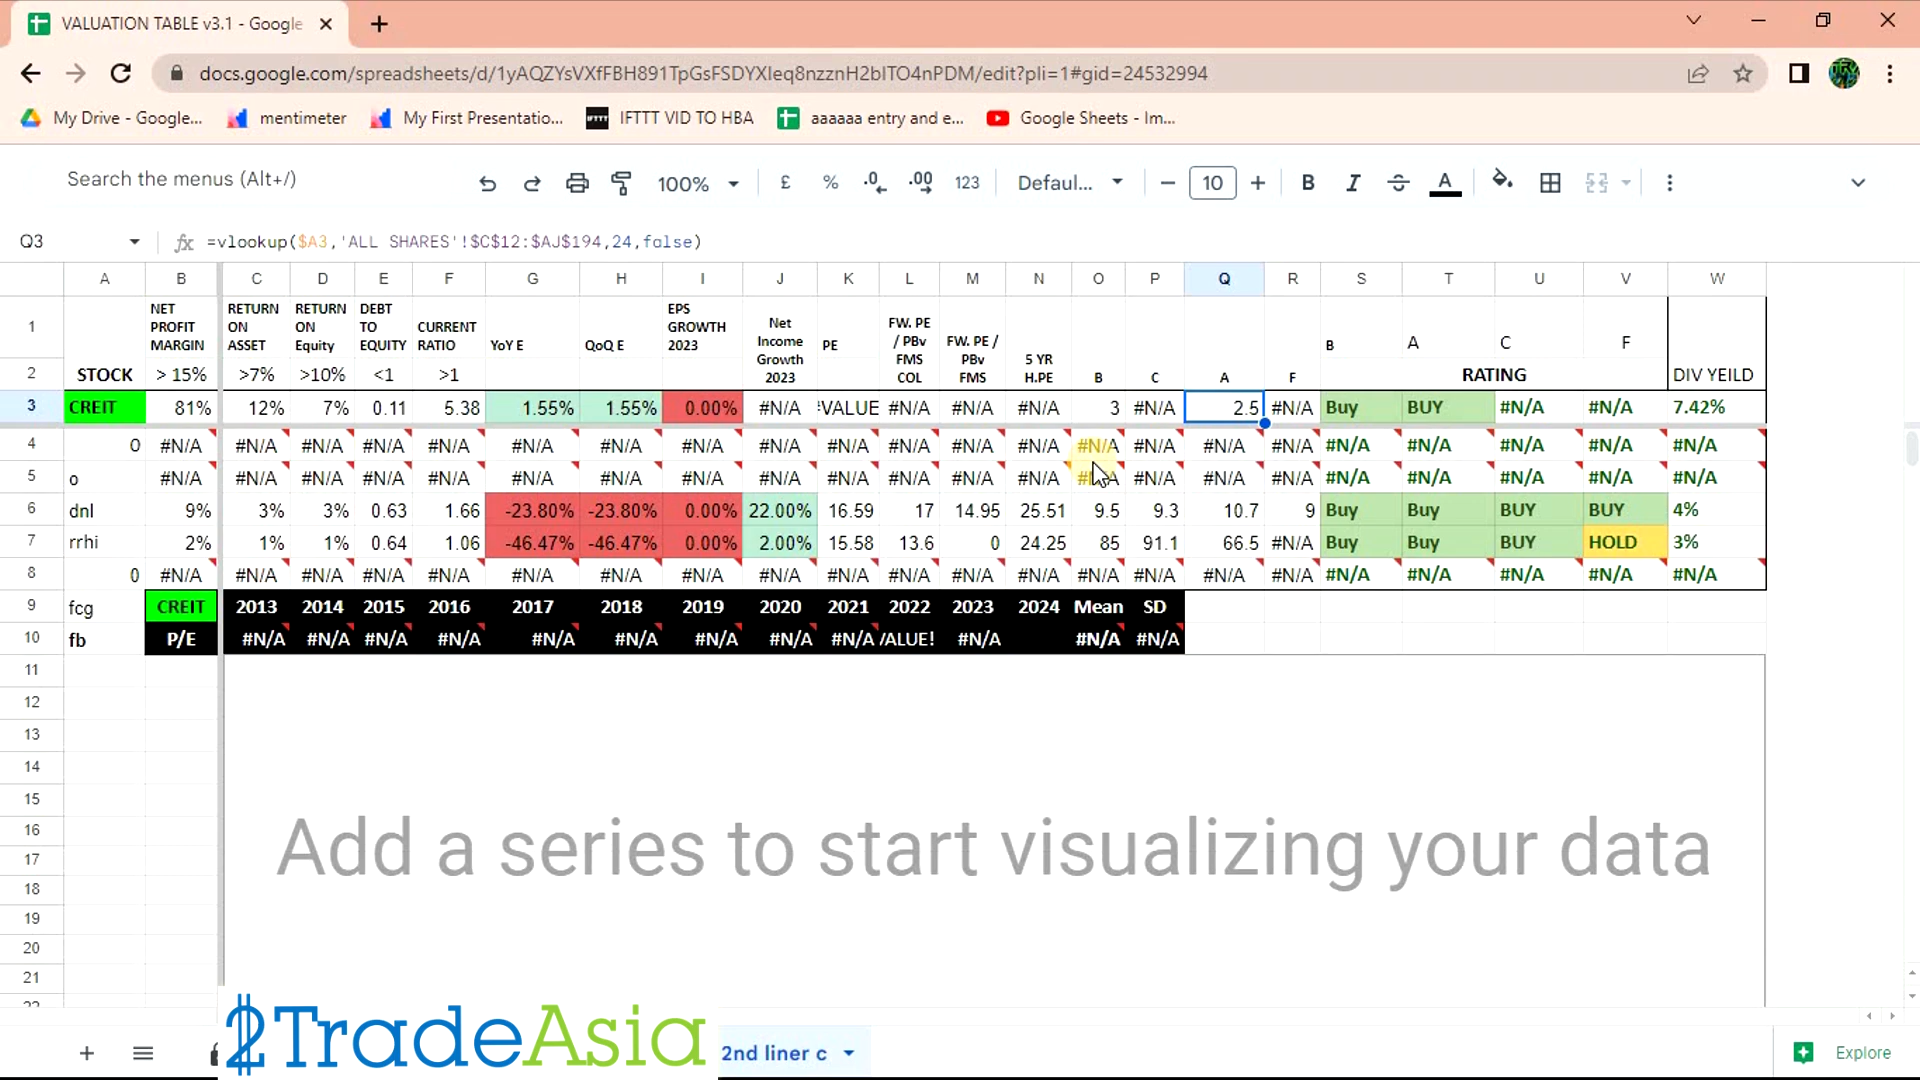 VALUATION TABLE v3.1 - Google
docs.google.com/spreadsheets/d/1yAQZYsVXfFBH891TpGsFSDYXleq8nzznH2bITO4nPDM/edit?pli=1#gid=24532994
My Drive - Google... mentimeter My First Presentatio... IFTTT IFTTT VID TO HBA aaaaaa entry and e... Google Sheets - Im...
Search the menus (Alt+/) 100% £ % .0 .00 123 Defaul... 10 B I A
Q3 fx =vlookup($A3,'ALL SHARES'!$C$12:$AJ$194,24,false)
A B C D E F G H I J K L M N O P Q R S T U V W
1 NET PROFIT MARGIN RETURN ON ASSET RETURN ON Equity DEBT TO EQUITY CURRENT RATIO YoY E QoQ E EPS GROWTH 2023 Net Income Growth 2023 PE FW. PE / PBv FMS COL FW. PE / PBv FMS 5 YR H.PE B C A F B A C F
2 STOCK > 15% >7% >10% <1 >1 RATING DIV YEILD
3 CREIT 81% 12% 7% 0.11 5.38 1.55% 1.55% 0.00% #N/A #VALUE #N/A #N/A #N/A 3 #N/A 2.5 #N/A Buy BUY #N/A #N/A 7.42%
4 0 #N/A #N/A #N/A #N/A #N/A #N/A #N/A #N/A #N/A #N/A #N/A #N/A #N/A #N/A #N/A #N/A #N/A #N/A #N/A #N/A #N/A #N/A
5 o #N/A #N/A #N/A #N/A #N/A #N/A #N/A #N/A #N/A #N/A #N/A #N/A #N/A #N/A #N/A #N/A #N/A #N/A #N/A #N/A #N/A #N/A
6 dnl 9% 3% 3% 0.63 1.66 -23.80% -23.80% 0.00% 22.00% 16.59 17 14.95 25.51 9.5 9.3 10.7 9 Buy Buy BUY BUY 4%
7 rrhi 2% 1% 1% 0.64 1.06 -46.47% -46.47% 0.00% 2.00% 15.58 13.6 0 24.25 85 91.1 66.5 #N/A Buy Buy BUY HOLD 3%
8 0 #N/A #N/A #N/A #N/A #N/A #N/A #N/A #N/A #N/A #N/A #N/A #N/A #N/A #N/A #N/A #N/A #N/A #N/A #N/A #N/A #N/A #N/A
9 fcg CREIT 2013 2014 2015 2016 2017 2018 2019 2020 2021 2022 2023 2024 Mean SD
10 fb P/E #N/A #N/A #N/A #N/A #N/A #N/A #N/A #N/A #N/A VALUE! #N/A #N/A #N/A
11
12
13
14
15
16
Add a series to start visualizing your data
17
18
19
20
21
2TradeAsia 2nd liner c Explore